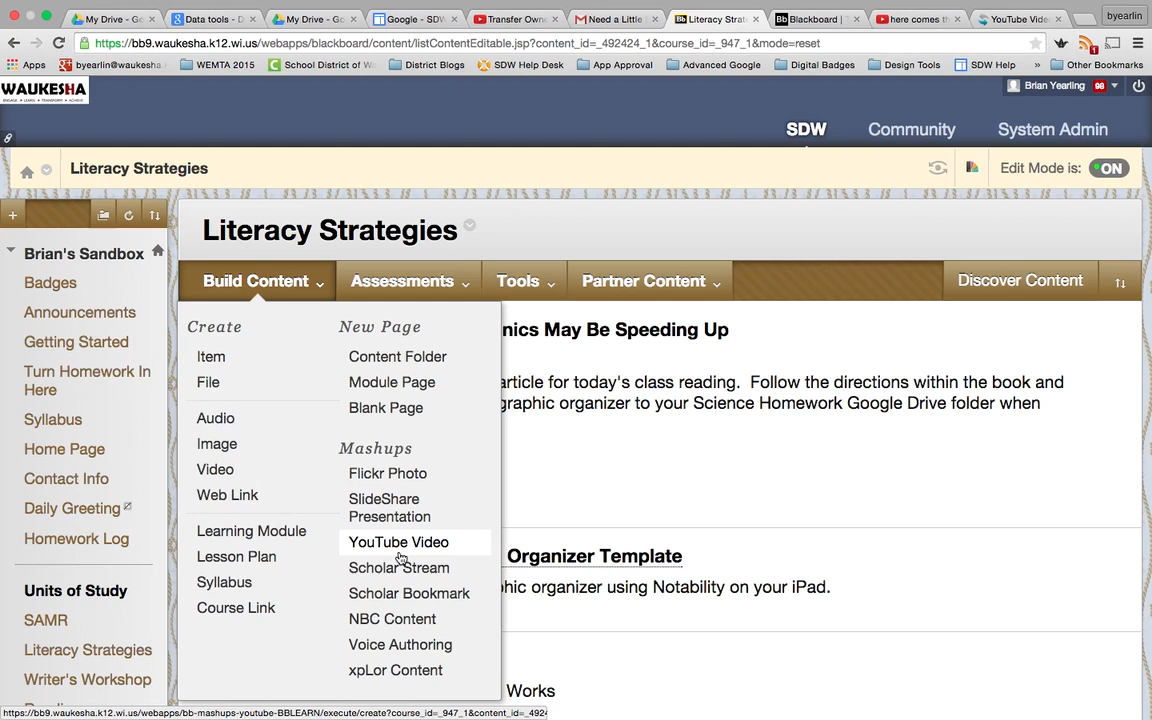 My Drive - Go
Data tools - D
My Drive - Go
Google - SDW
Transfer Owne
Need a Little
Literacy Strat
Blackboard | T
here comes th
YouTube Video
byearlin
https://bb9.waukesha.k12.wi.us/webapps/blackboard/content/listContentEditable.jsp?content_id=_492424_1&course_id=_947_1&mode=reset
Apps
byearlin@waukesha.
WEMTA 2015
School District of Wa
District Blogs
SDW Help Desk
App Approval
Advanced Google
Digital Badges
Design Tools
SDW Help
»
Other Bookmarks
WAUKESHA
Brian Yearling
98
SDW
Community
System Admin
Literacy Strategies
Edit Mode is:
ON
Literacy Strategies
Build Content
Assessments
Tools
Partner Content
Discover Content
Brian's Sandbox
Badges
Announcements
Getting Started
Turn Homework In
Here
Syllabus
Home Page
Contact Info
Daily Greeting
Homework Log
Units of Study
SAMR
Literacy Strategies
Writer's Workshop
Create
Item
File
Audio
Image
Video
Web Link
Learning Module
Lesson Plan
Syllabus
Course Link
New Page
Content Folder
Module Page
Blank Page
Mashups
Flickr Photo
SlideShare
Presentation
YouTube Video
Scholar Stream
Scholar Bookmark
NBC Content
Voice Authoring
xpLor Content
nics May Be Speeding Up
article for today's class reading. Follow the directions within the book and
graphic organizer to your Science Homework Google Drive folder when
Organizer Template
hic organizer using Notability on your iPad.
Works
https://bb9.waukesha.k12.wi.us/webapps/bb-mashups-youtube-BBLEARN/execute/create?course_id=_947_1&content_id=_4924